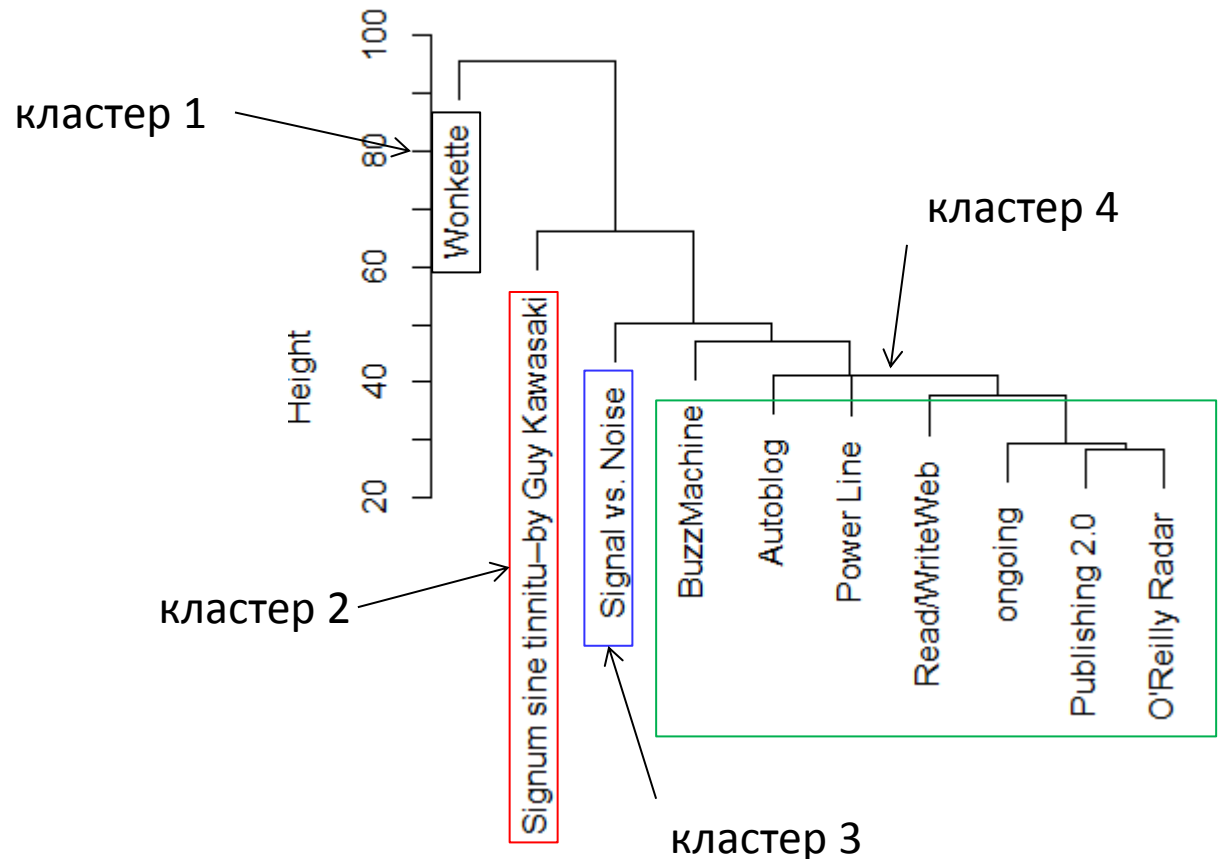 кластер 1
кластер 4
кластер 2
кластер 3
Height
100
80
60
40
20
Wonkette
Signum sine tinnitu--by Guy Kawasaki
Signal vs. Noise
BuzzMachine
Autoblog
Power Line
Read/WriteWeb
ongoing
Publishing 2.0
O'Reilly Radar